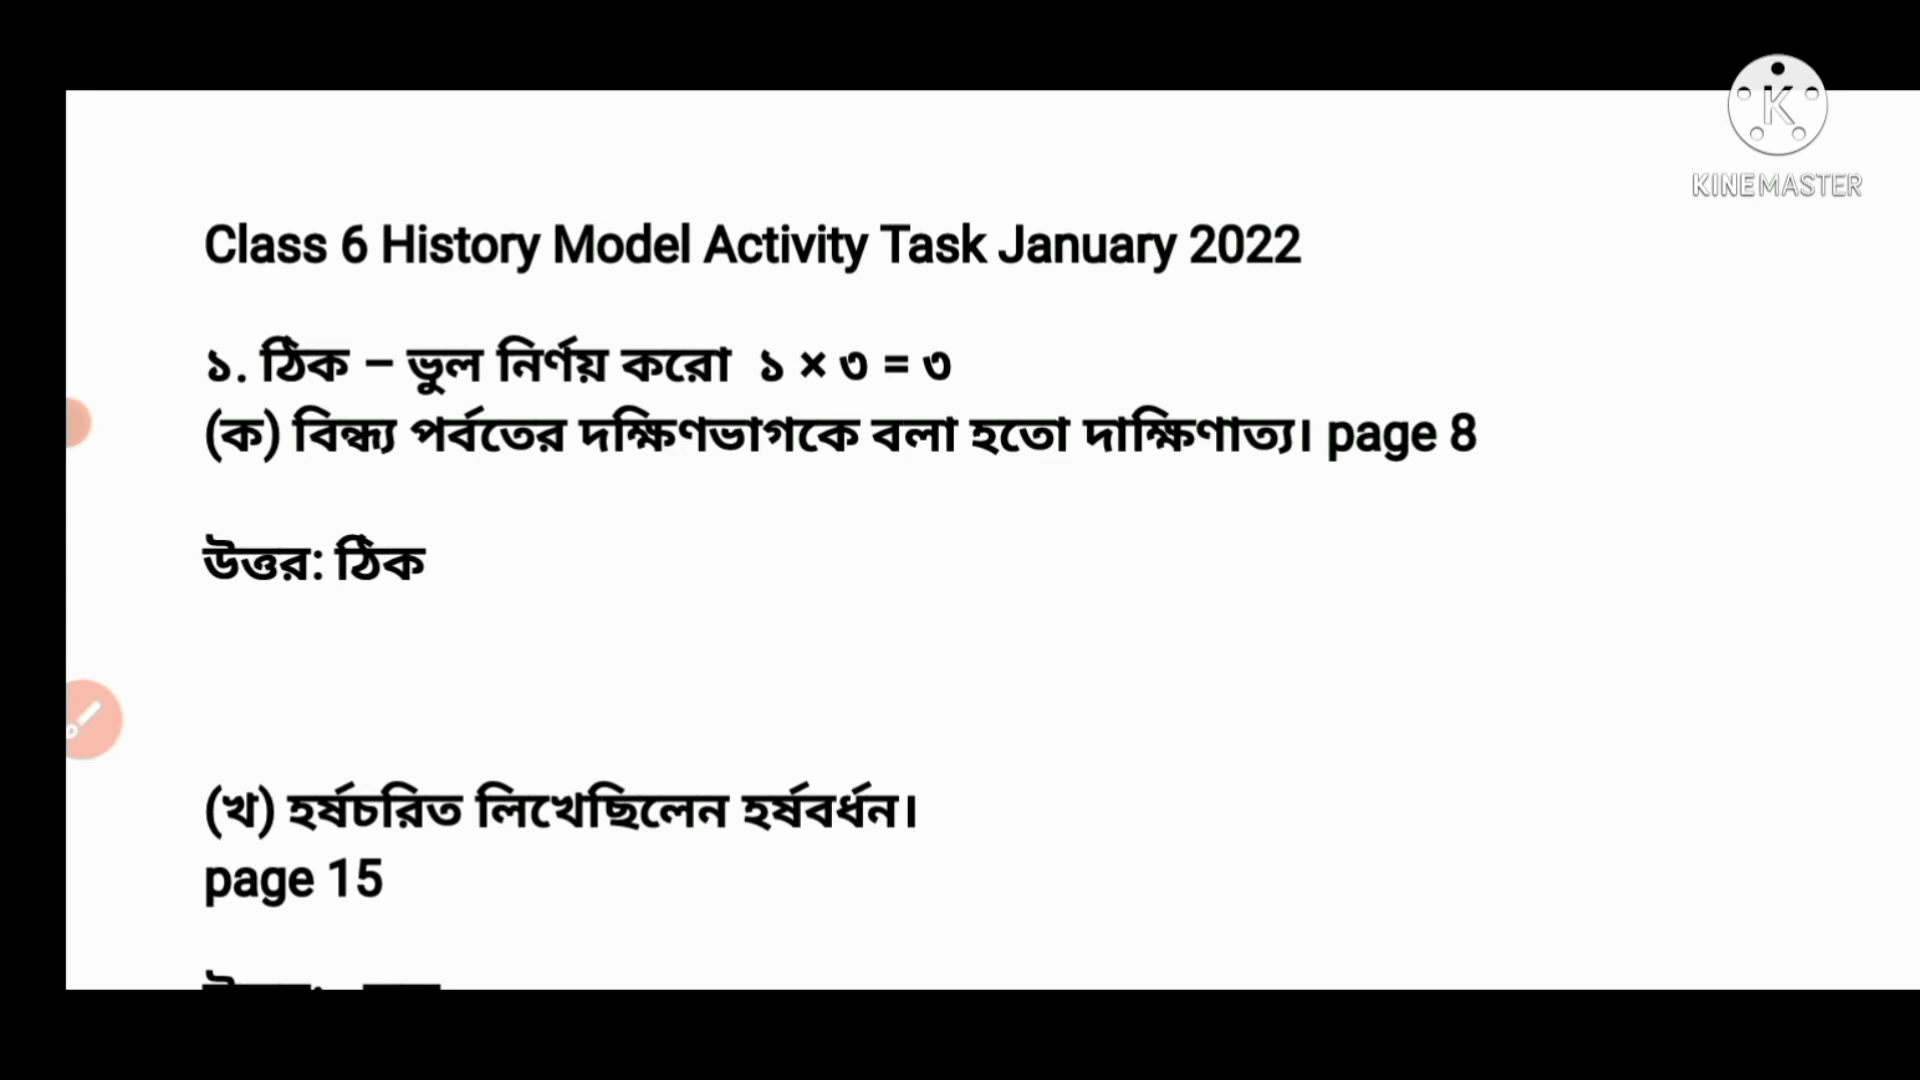 KINEMASTER
Class 6 History Model Activity Task January 2022
১. ঠিক – ভুল নির্ণয় করো ১ × ৩ = ৩
(ক) বিন্ধ্য পর্বতের দক্ষিণভাগকে বলা হতো দাক্ষিণাত্য। page 8
উত্তর: ঠিক
(খ) হর্ষচরিত লিখেছিলেন হর্ষবর্ধন।
page 15